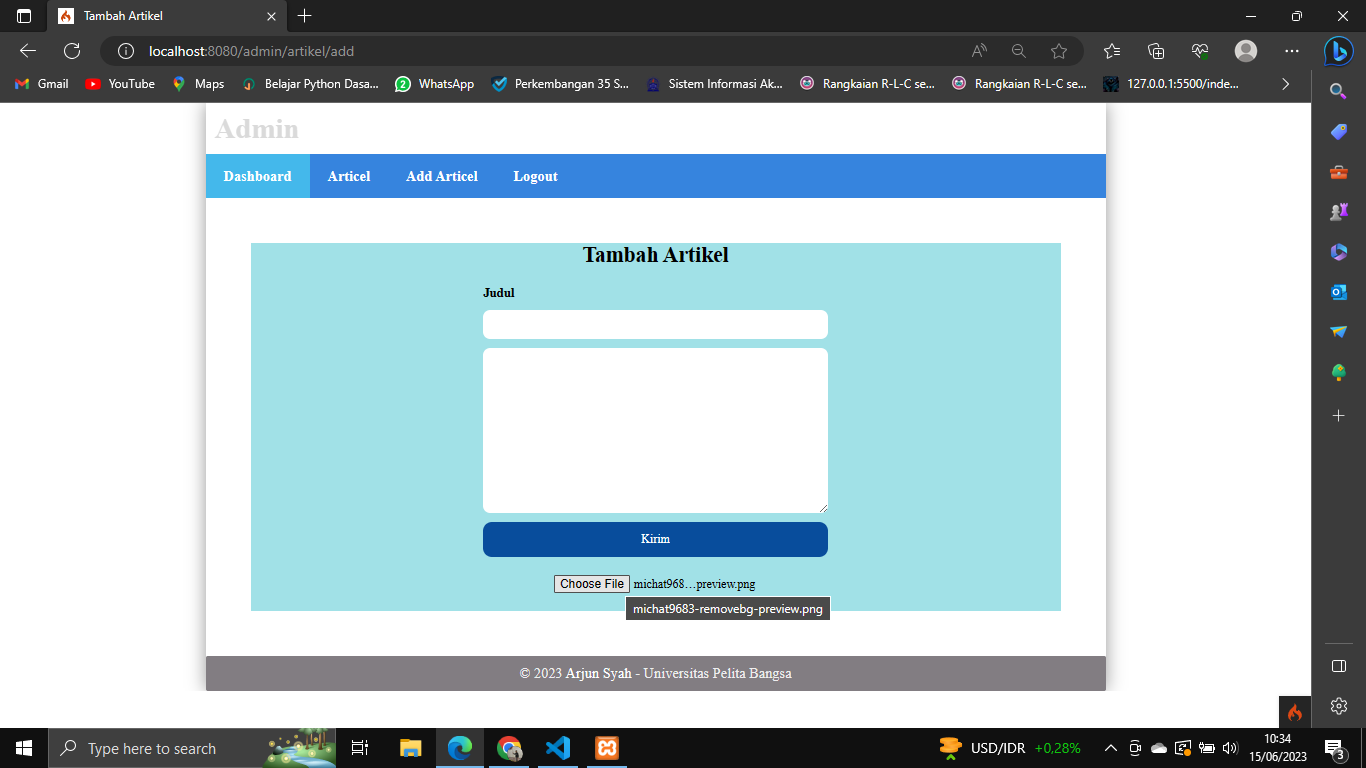 Tambah Artikel
localhost:8080/admin/artikel/add
Gmail YouTube Maps Belajar Python Dasa... WhatsApp Perkembangan 35 S... Sistem Informasi Ak... Rangkaian R-L-C se... Rangkaian R-L-C se... 127.0.0.1:5500/inde...
Admin
Dashboard Articel Add Articel Logout
Tambah Artikel
Judul
Kirim
Choose File michat968...preview.png
michat9683-removebg-preview.png
© 2023 Arjun Syah - Universitas Pelita Bangsa
Type here to search
USD/IDR +0,28%
10:34
15/06/2023
3